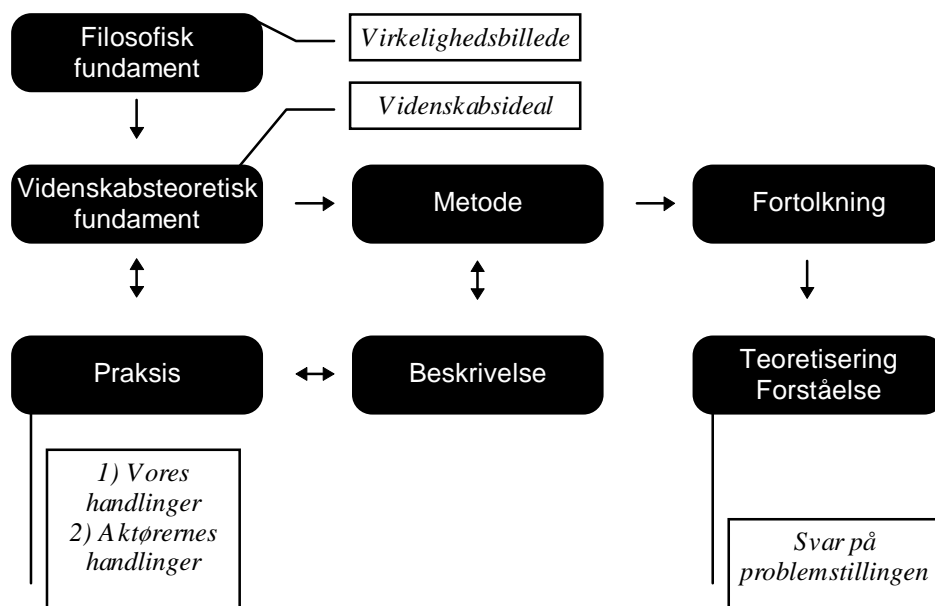 Filosofisk
fundament
Virkelighedsbillede
Videnskabsideal
Videnskabsteoretisk
fundament
Metode
Fortolkning
Praksis
Beskrivelse
Teoretisering
Forståelse
1) Vores
handlinger
2) Aktørernes
handlinger
Svar på
problemstillingen